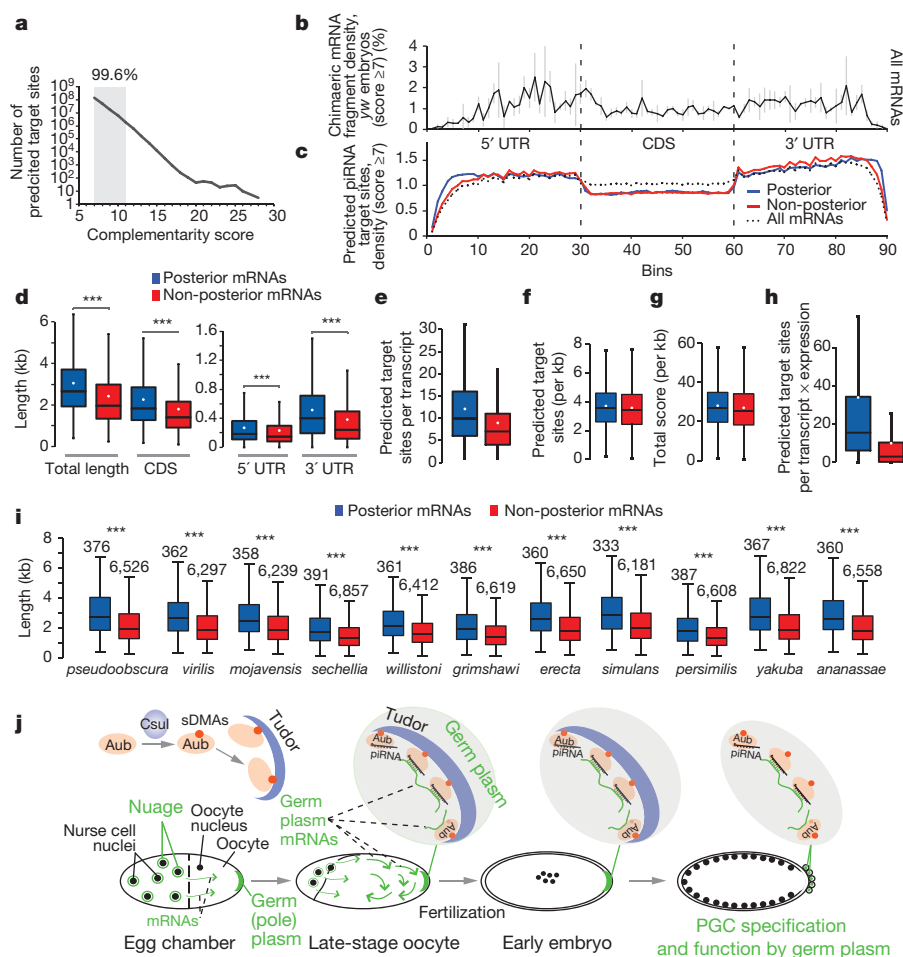 a
99.6%
Number of
predoited target sites
10⁹
10⁸
10⁷
10⁶
10⁵
10⁴
10³
10²
10¹
1
5 10 15 20 25 30
Complementarity score
b
Chimaeric mRNA
fragment density,
yw embryos
(score ≥7) (%)
4
3
2
1
0
5′ UTR
CDS
3′ UTR
All mRNAs
c
Predicted piRNA
target sites,
density (score ≥7)
1.5
1.0
0.5
0
Posterior
Non-posterior
All mRNAs
0 10 20 30 40 50 60 70 80 90
Bins
d
Posterior mRNAs
Non-posterior mRNAs
Length (kb)
6
4
2
0
***
***
Total length
CDS
1.6
1.2
0.8
0.4
0.0
***
***
5′ UTR
3′ UTR
e
Predicted target
sites per transcript
30
25
20
15
10
5
0
f
Predicted target
sites (per kb)
8
6
4
2
0
g
Total score (per kb)
60
40
20
0
h
Predicted target sites
per transcript × expression
60
40
20
0
i
Posterior mRNAs
Non-posterior mRNAs
Length (kb)
8
6
4
2
0
*** *** *** *** *** *** *** *** *** *** ***
376 6,526 362 6,297 358 6,239 391 6,857 361 6,412 386 6,619 360 6,650 333 6,181 387 6,608 367 6,822 360 6,558
pseudoobscura virilis mojavensis sechellia willistoni grimshawi erecta simulans persimilis yakuba ananassae
j
Aub
Csul
sDMAs
Aub
Tudor
Tudor
Germ plasm
Aub
piRNA
Aub
Aub
piRNA
Aub
Aub
piRNA
Nuage
Nurse cell
nuclei
Oocyte
nucleus
Oocyte
Germ
plasm
mRNAs
mRNAs
Germ
(pole)
plasm
Fertilization
Egg chamber
Late-stage oocyte
Early embryo
PGC specification
and function by germ plasm